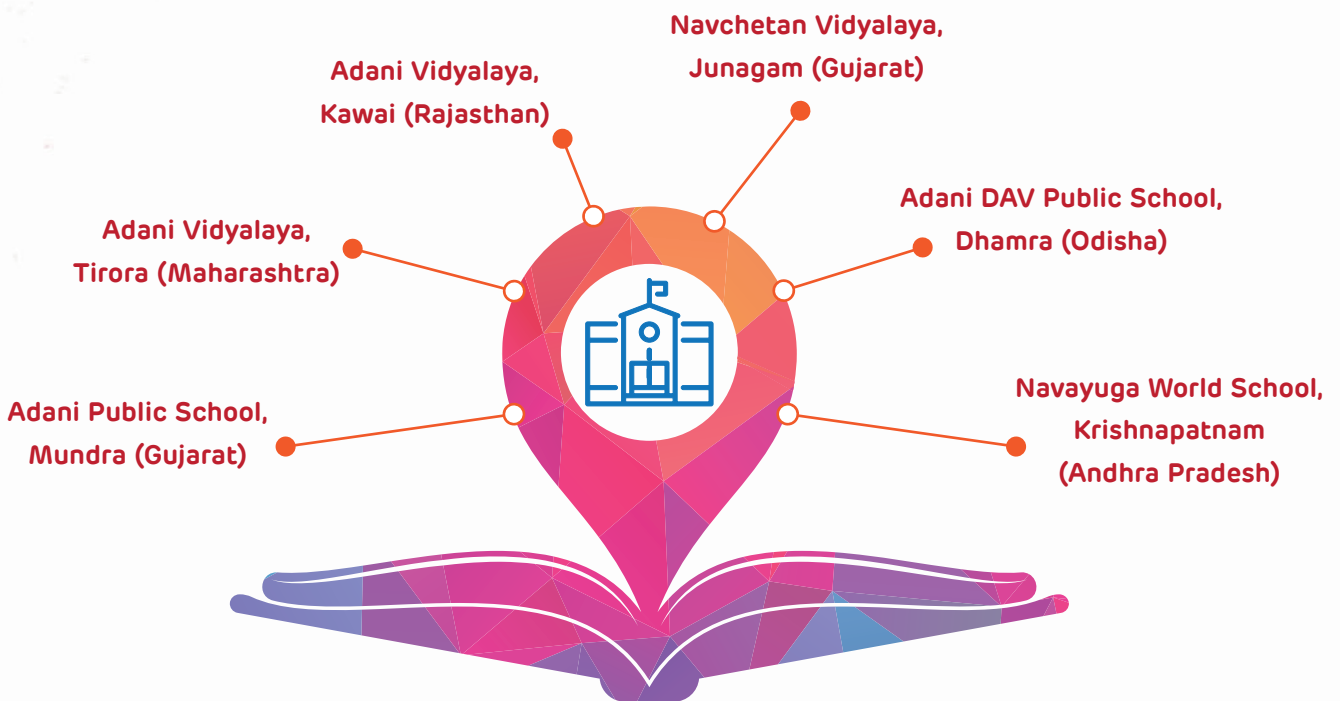 Navchetan Vidyalaya,
Junagam (Gujarat)
Adani Vidyalaya,
Kawai (Rajasthan)
Adani DAV Public School,
Dhamra (Odisha)
Adani Vidyalaya,
Tirora (Maharashtra)
Navayuga World School,
Krishnapatnam
(Andhra Pradesh)
Adani Public School,
Mundra (Gujarat)